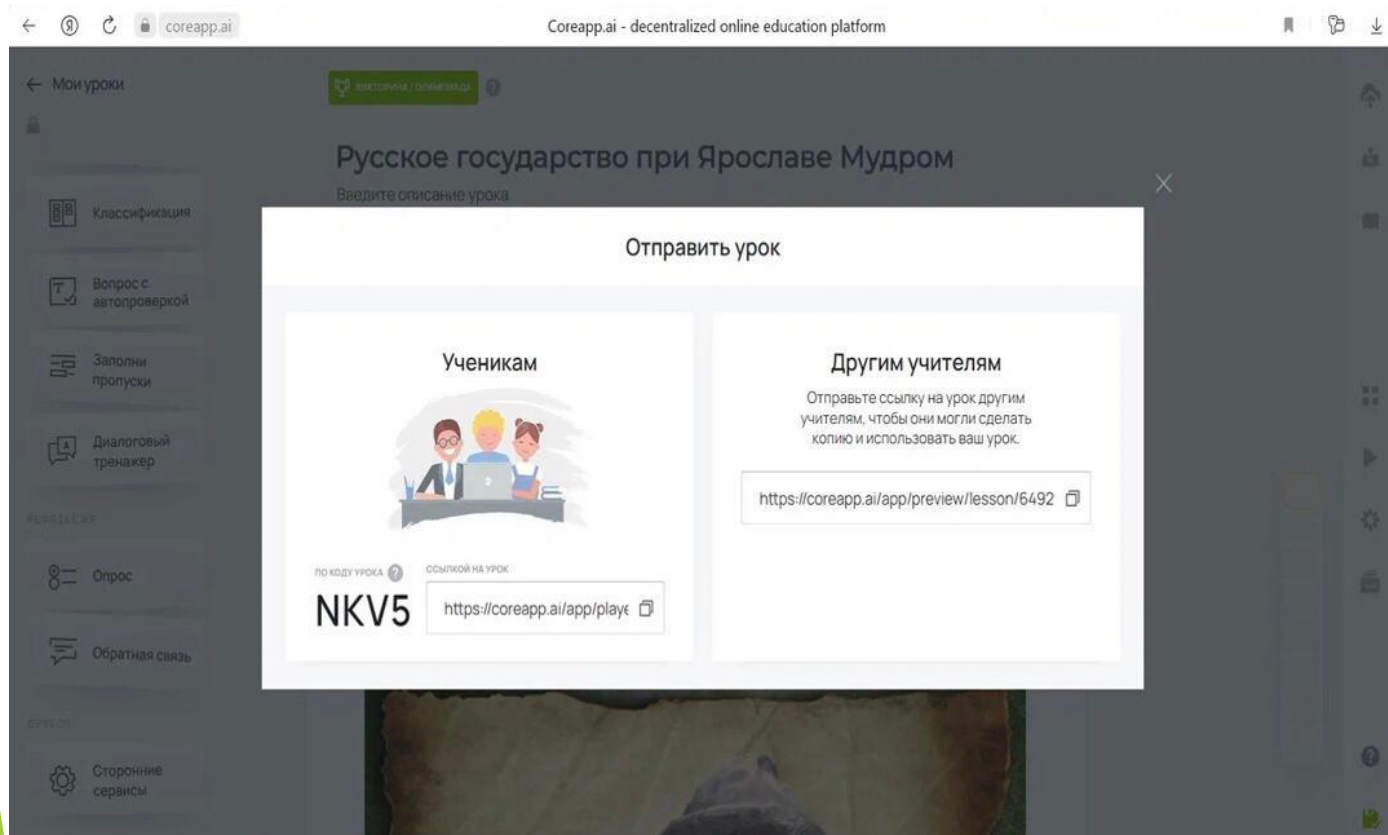 coreapp.ai
Coreapp.ai - decentralized online education platform
Мои уроки
ВИКТОРИНА / ОЛИМПИАДА
Русское государство при Ярославе Мудром
Введите описание урока
Классификация
Вопрос с
автопроверкой
Заполни
пропуски
Диалоговый
тренажер
Опрос
Обратная связь
Сторонние
сервисы
Отправить урок
Ученикам
ПО КОДУ УРОКА
NKV5
ССЫЛКОЙ НА УРОК
https://coreapp.ai/app/playe
Другим учителям
Отправьте ссылку на урок другим
учителям, чтобы они могли сделать
копию и использовать ваш урок.
https://coreapp.ai/app/preview/lesson/6492